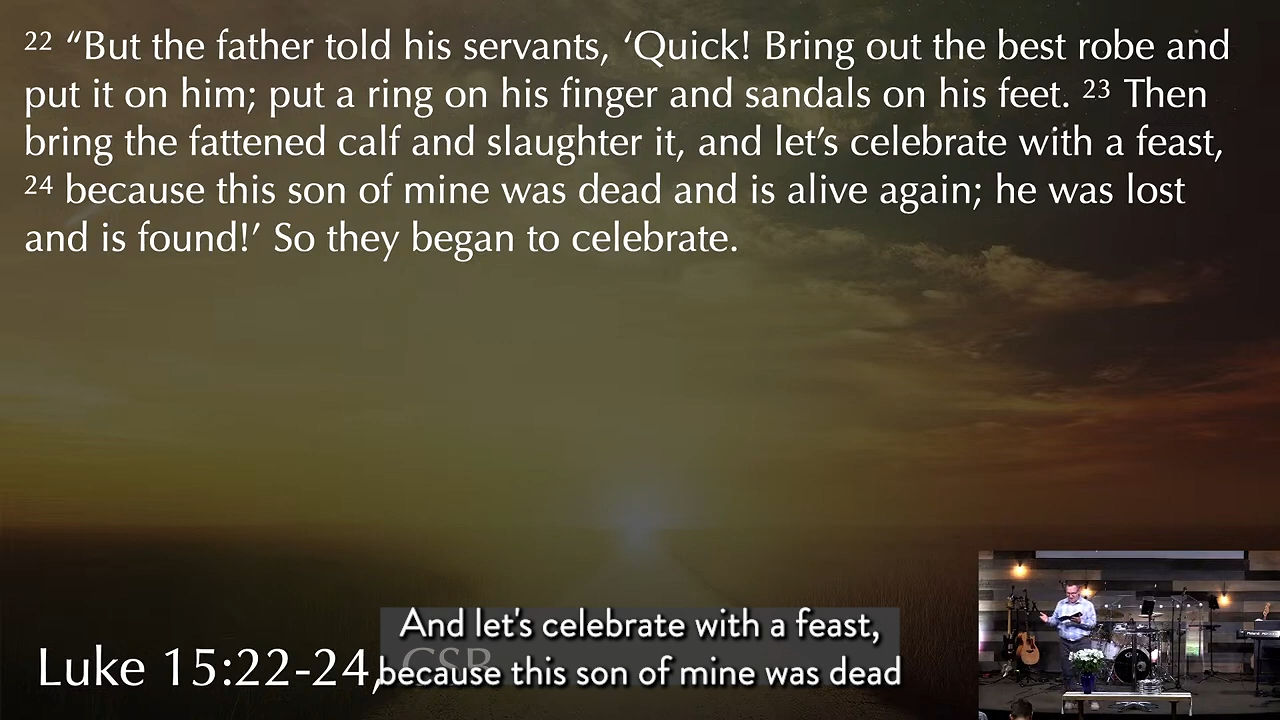 22 “But the father told his servants, ‘Quick! Bring out the best robe and
put it on him; put a ring on his finger and sandals on his feet. 23 Then
bring the fattened calf and slaughter it, and let’s celebrate with a feast,
24 because this son of mine was dead and is alive again; he was lost
and is found!’ So they began to celebrate.
Luke 15:22-24, CSB
And let's celebrate with a feast,
because this son of mine was dead